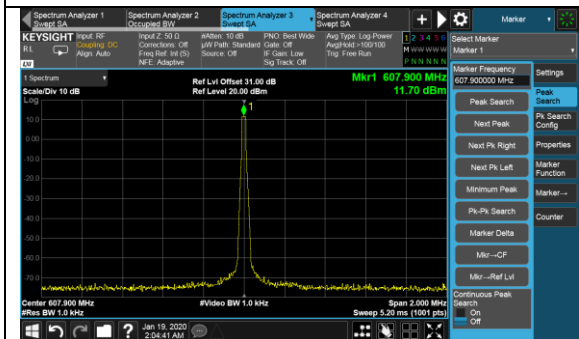 Spectrum Analyzer 1
Swept SA
Spectrum Analyzer 2
Occupied BW
Spectrum Analyzer 3
Swept SA
Spectrum Analyzer 4
Swept SA
+
Marker
KEYSIGHT
RL
LXI
Input: RF
Coupling: DC
Align: Auto
Input Z: 50 Ω
Corrections: Off
Freq Ref: Int (S)
NFE: Adaptive
#Atten: 10 dB
µW Path: Standard
Source: Off
PNO: Best Wide
Gate: Off
IF Gain: Low
Sig Track: Off
Avg Type: Log-Power
Avg|Hold:>100/100
Trig: Free Run
1 2 3 4 5 6
M W W W W W
P N N N N N
Select Marker
Marker 1
1 Spectrum
Scale/Div 10 dB
Log
Ref Lvl Offset 31.00 dB
Ref Level 20.00 dBm
Mkr1 607.900 MHz
11.70 dBm
1
10.0
0.00
-10.0
-20.0
-30.0
-40.0
-50.0
-60.0
-70.0
Center 607.900 MHz
#Res BW 1.0 kHz
#Video BW 1.0 kHz
Span 2.000 MHz
Sweep 5.20 ms (1001 pts)
Marker Frequency
607.900000 MHz
Peak Search
Next Peak
Next Pk Right
Next Pk Left
Minimum Peak
Pk-Pk Search
Marker Delta
Mkr→CF
Mkr→Ref Lvl
Continuous Peak
Search
On
Off
Settings
Peak
Search
Pk Search
Config
Properties
Marker
Function
Marker→
Counter
?
Jan 19, 2020
2:04:41 AM